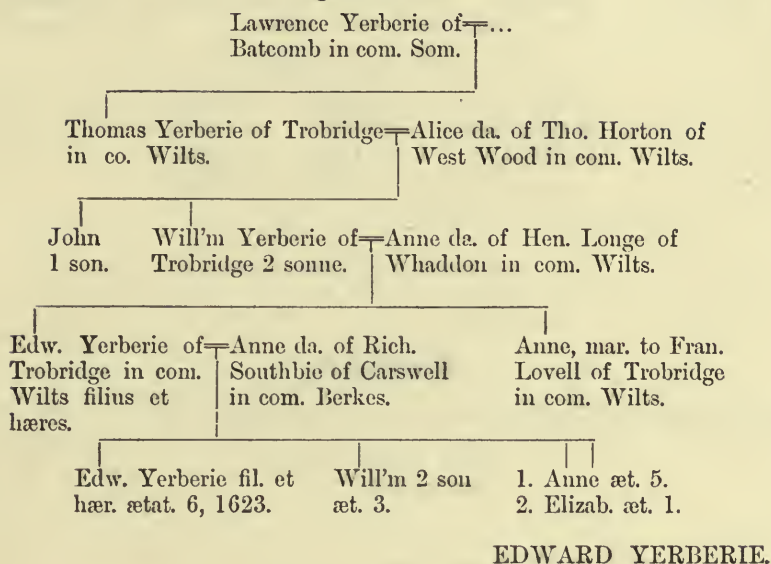 Lawrence Yerberie of=...
Batcomb in com. Som.
Thomas Yerberie of Trobridge=Alice da. of Tho. Horton of
in co. Wilts. West Wood in com. Wilts.
John Will'm Yerberie of=Anne da. of Hen. Longe of
1 son. Trobridge 2 sonne. Whaddon in com. Wilts.
Edw. Yerberie of=Anne da. of Rich. Anne, mar. to Fran.
Trobridge in com. Southbie of Carswell Lovell of Trobridge
Wilts filius et in com. Berkes. in com. Wilts.
hæres.
Edw. Yerberie fil. et Will'm 2 son 1. Anne æt. 5.
hær. ætat. 6, 1623. æt. 3. 2. Elizab. æt. 1.
EDWARD YERBERIE.